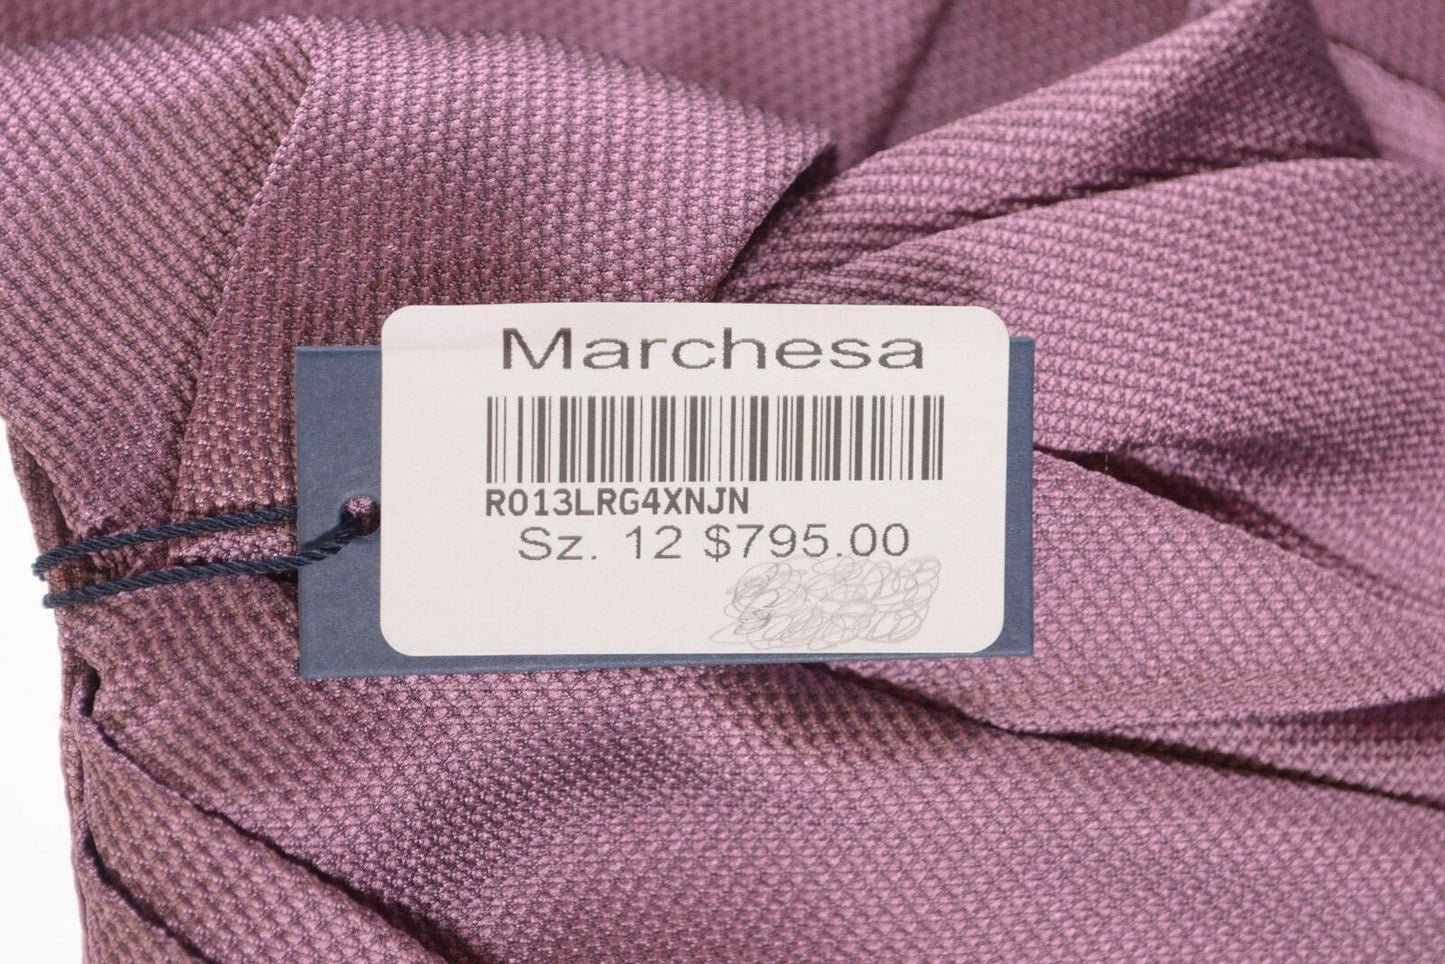 Marchesa
R013LRG4XNJN
Sz. 12 $795.00